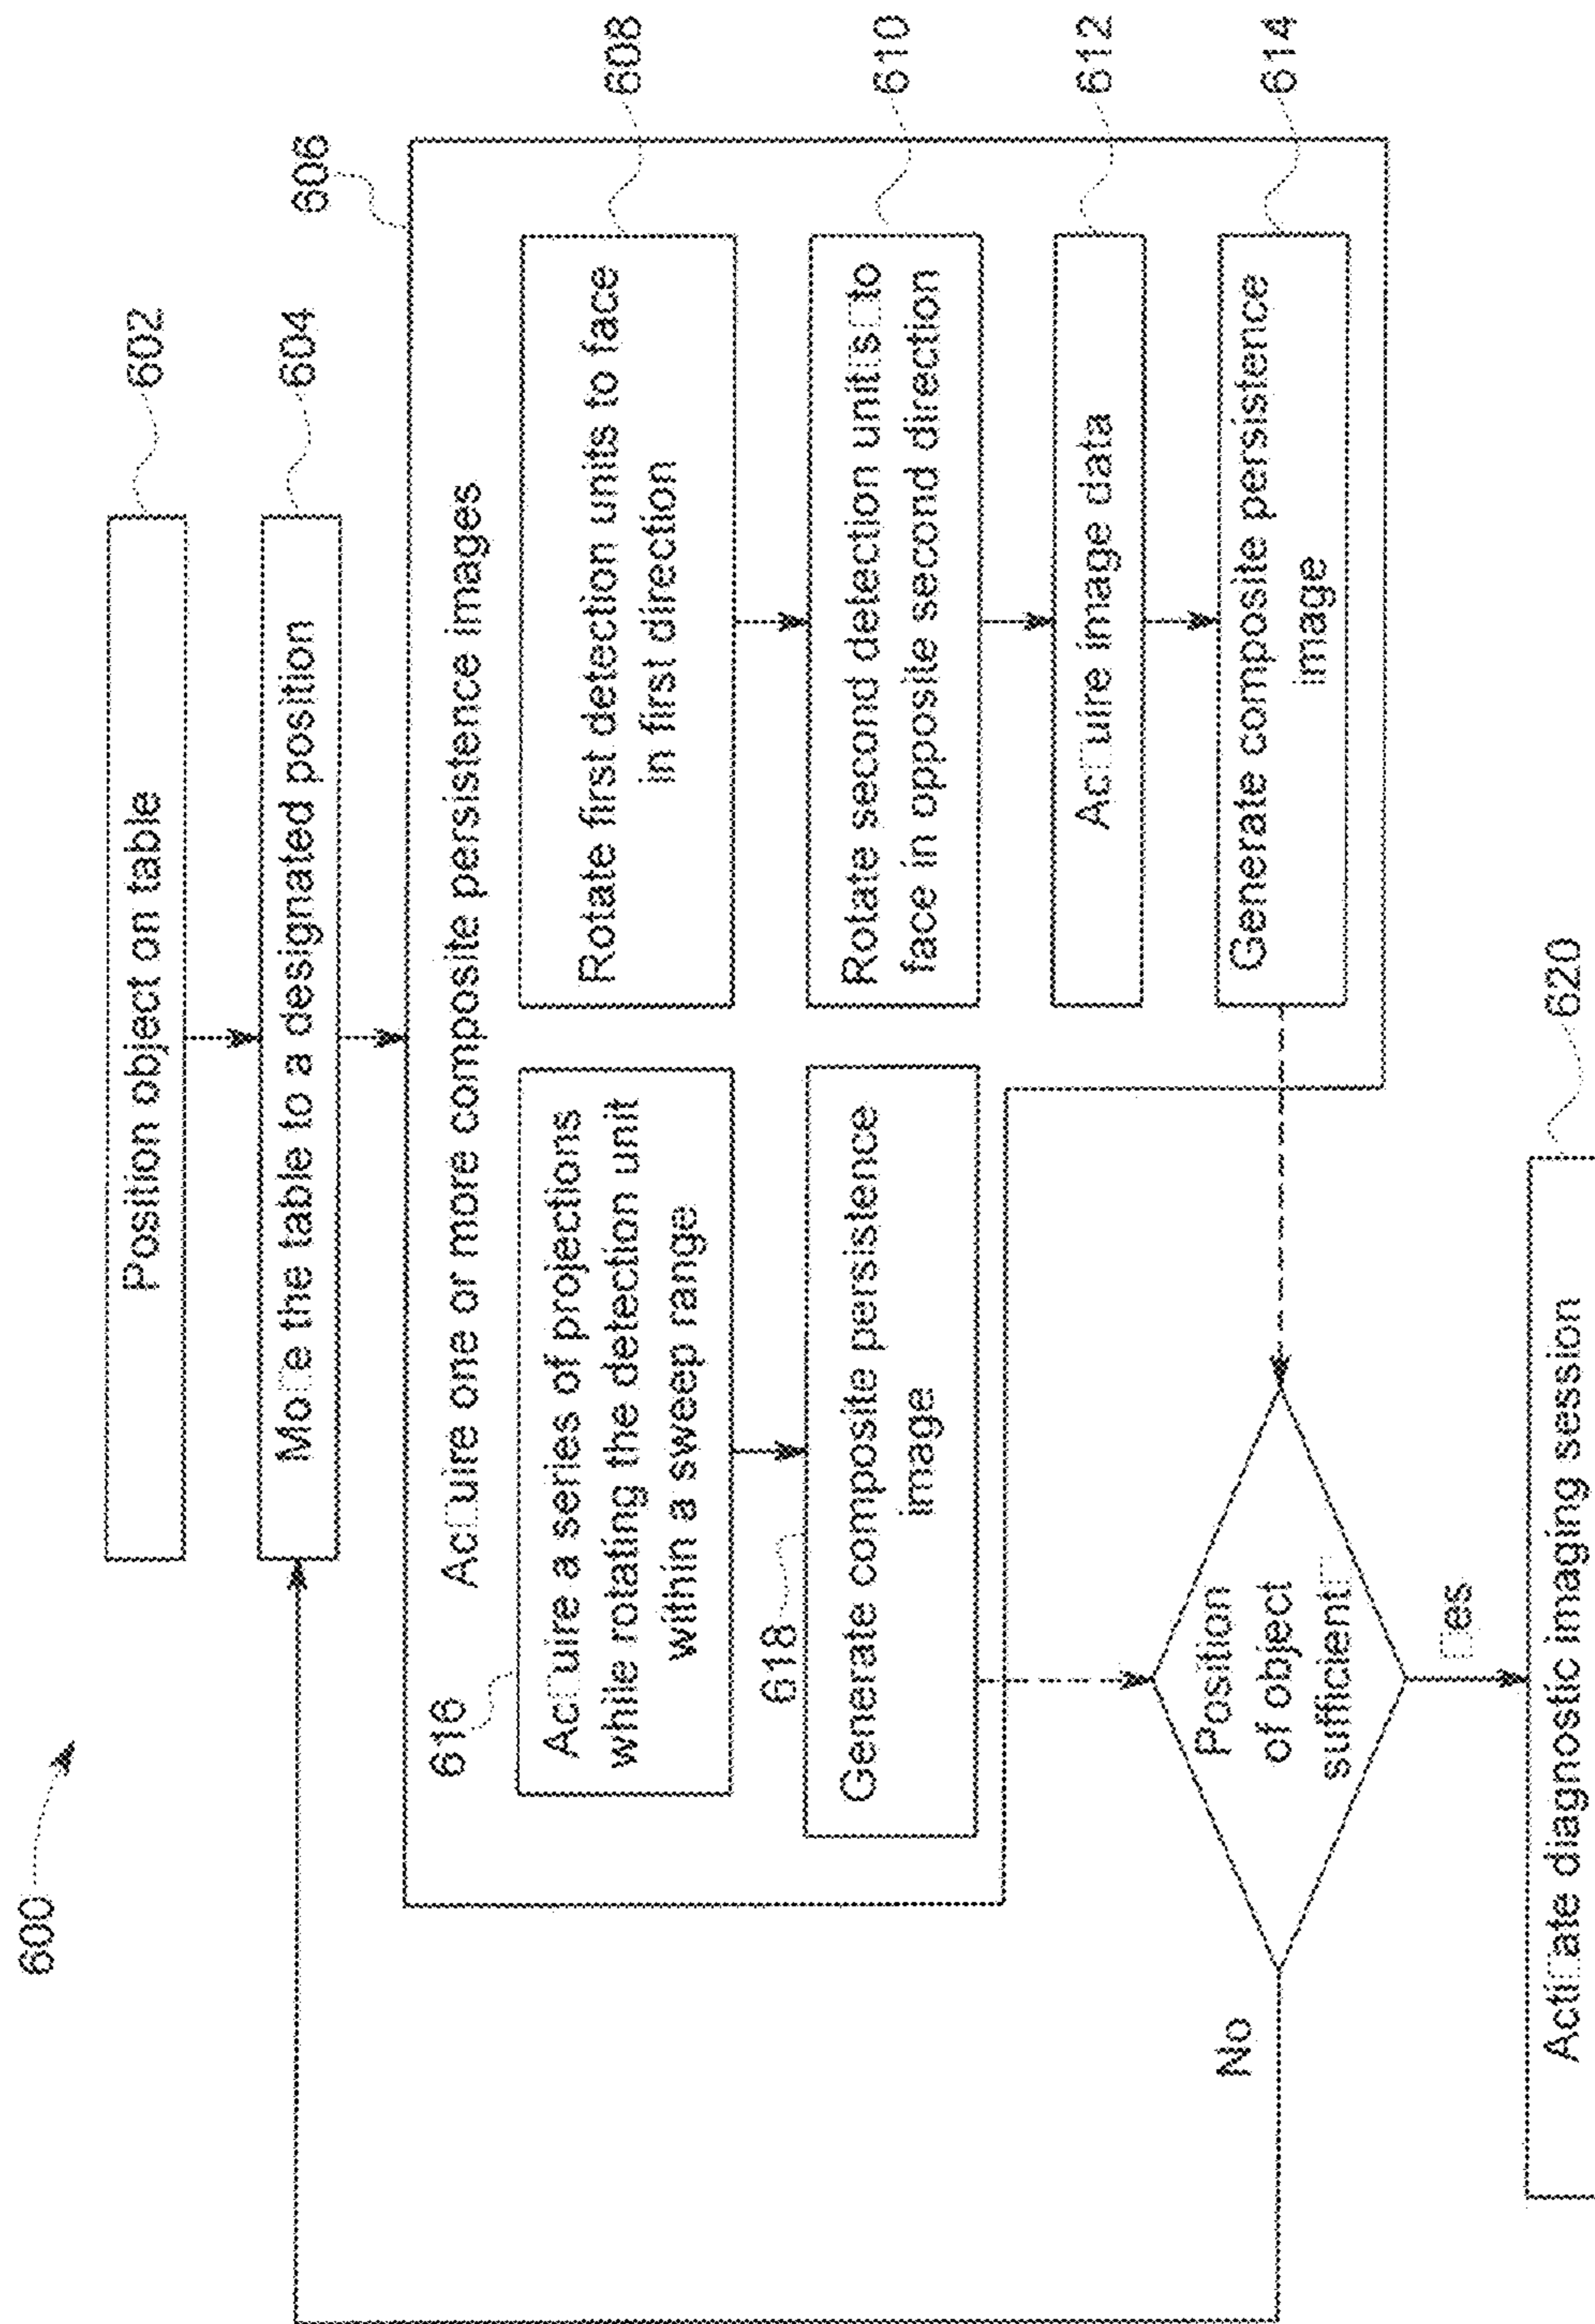 600
Position object on table
602
Mo□e the table to a designated position
604
606
Ac□uire one or more composite persistence images
616
Ac□uire a series of projections
while rotating the detection unit
within a sweep range
618
Generate composite persistence
image
Rotate first detection units to face
in first direction
608
Rotate second detection unit□s□to
face in opposite second direction
610
Ac□uire image data
612
Generate composite persistence
image
614
Position
of object
sufficient□
No
□es
Acti□ate diagnostic imaging session
620